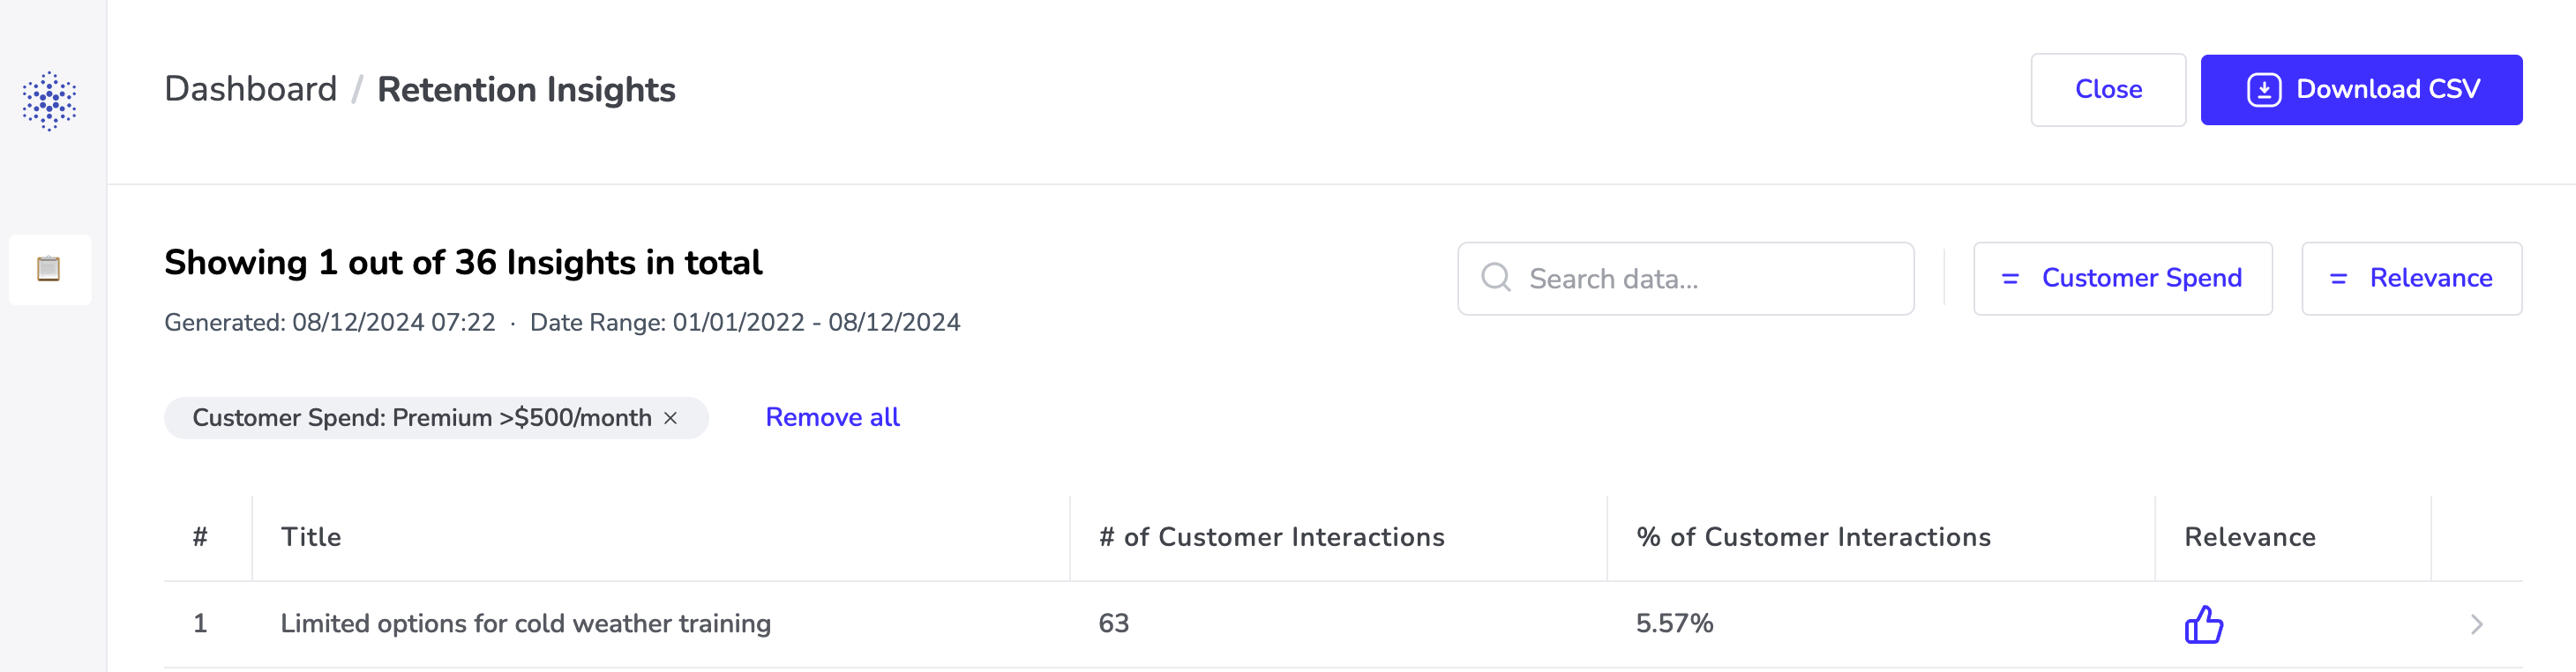 Dashboard / Retention Insights
Close
Download CSV
Showing 1 out of 36 Insights in total
Search data...
= Customer Spend
= Relevance
Generated: 08/12/2024 07:22 · Date Range: 01/01/2022 - 08/12/2024
Customer Spend: Premium >$500/month ×
Remove all
# Title # of Customer Interactions % of Customer Interactions Relevance
1 Limited options for cold weather training 63 5.57%